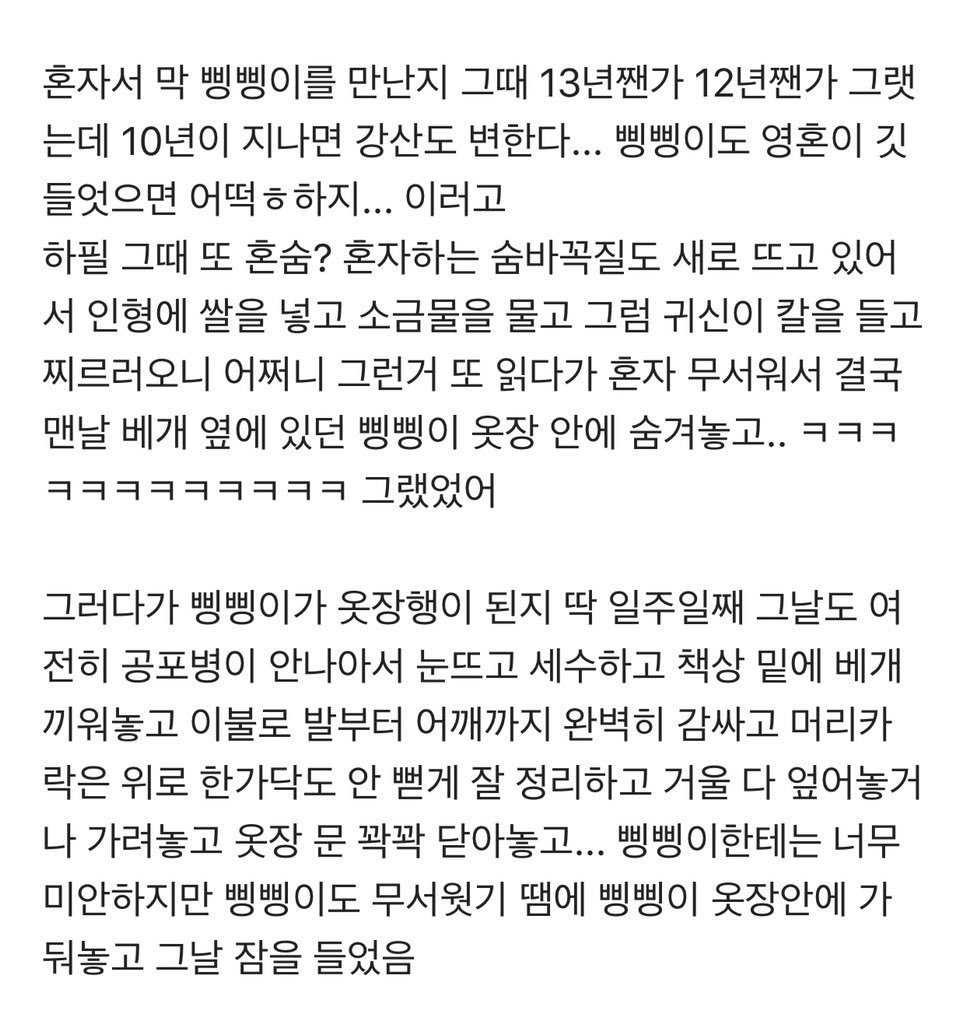 혼자서 막 삥삥이를 만난지 그때 13년짼가 12년짼가 그랫
는데 10년이 지나면 강산도 변한다... 삥삥이도 영혼이 깃
들엇으면 어떡ㅎ하지... 이러고
하필 그때 또 혼숨? 혼자하는 숨바꼭질도 새로 뜨고 있어
서 인형에 쌀을 넣고 소금물을 물고 그럼 귀신이 칼을 들고
찌르러오니 어쩌니 그런거 또 읽다가 혼자 무서워서 결국
맨날 베개 옆에 있던 삥삥이 옷장 안에 숨겨놓고.. ㅋㅋㅋ
ㅋㅋㅋㅋㅋㅋㅋㅋㅋ 그랬었어

그러다가 삥삥이가 옷장행이 된지 딱 일주일째 그날도 여
전히 공포병이 안나아서 눈뜨고 세수하고 책상 밑에 베개
끼워놓고 이불로 발부터 어깨까지 완벽히 감싸고 머리카
락은 위로 한가닥도 안 뻗게 잘 정리하고 거울 다 엎어놓거
나 가려놓고 옷장 문 꽉꽉 닫아놓고... 삥삥이한테는 너무
미안하지만 삥삥이도 무서웟기 땜에 삥삥이 옷장안에 가
둬놓고 그날 잠을 들었음